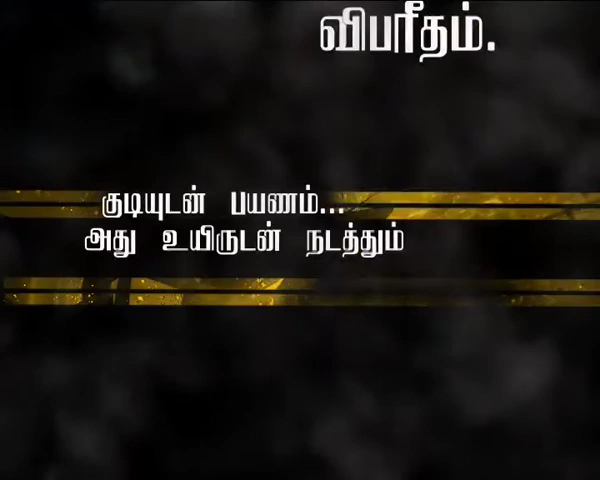 விபரீதம்.
குடியுடன் பயணம்...
அது உயிருடன் நடத்தும்